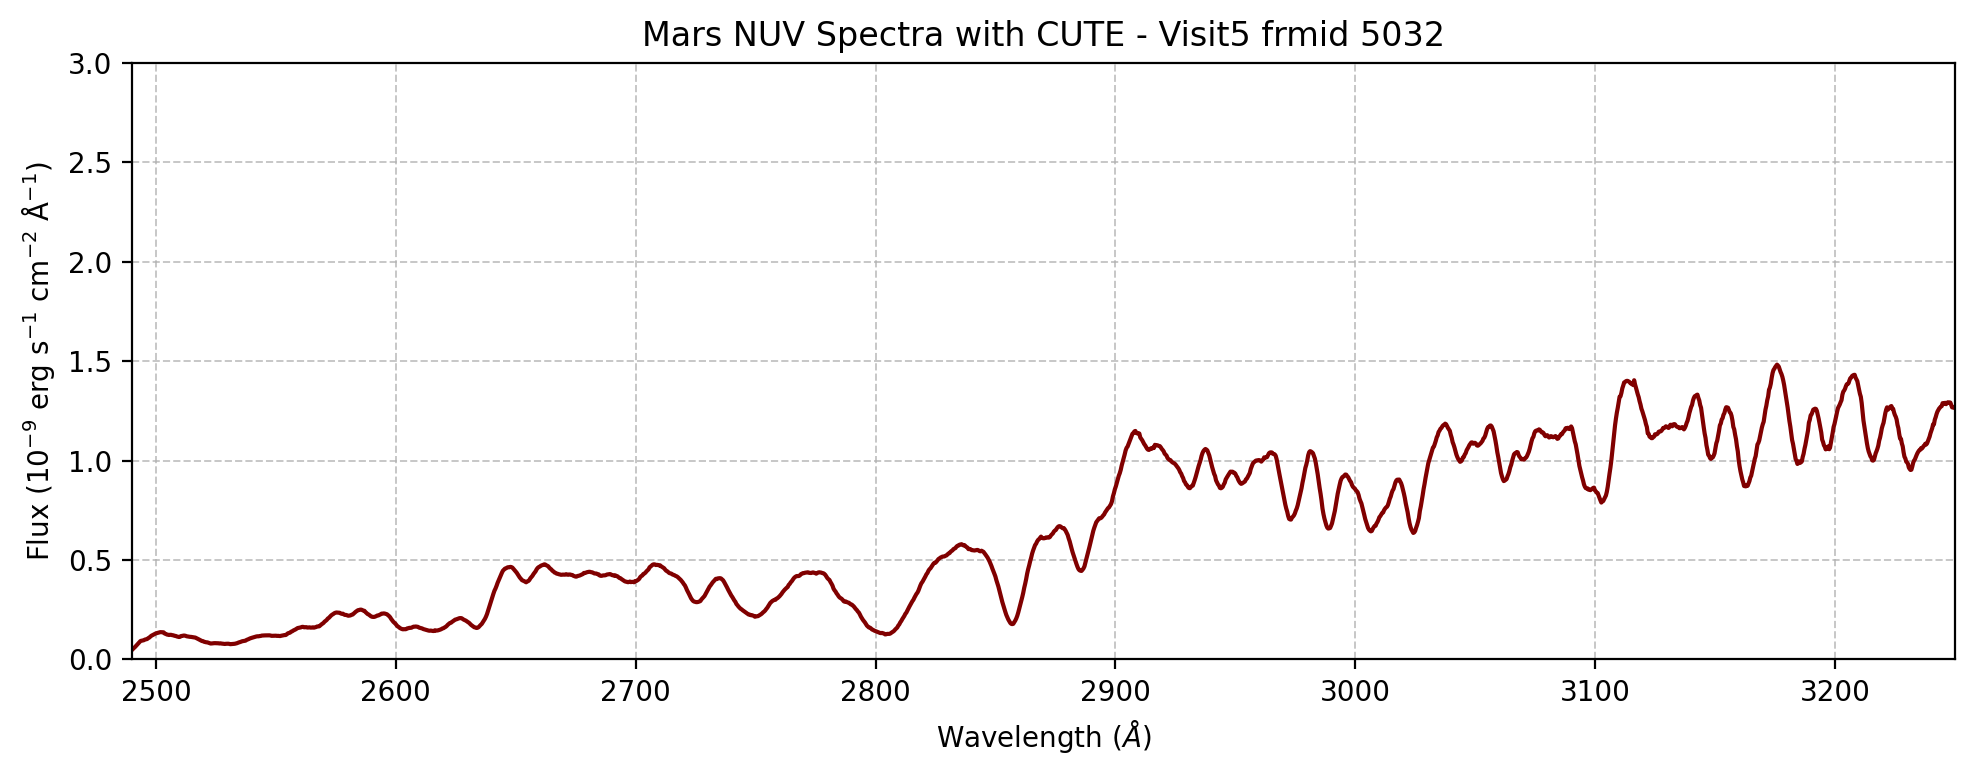 Mars NUV Spectra with CUTE - Visit5 frmid 5032
3.0
2.5
2.0
1.5
1.0
0.5
0.0
Flux (10⁻⁹ erg s⁻¹ cm⁻² Å⁻¹)
2500 2600 2700 2800 2900 3000 3100 3200
Wavelength (Å)